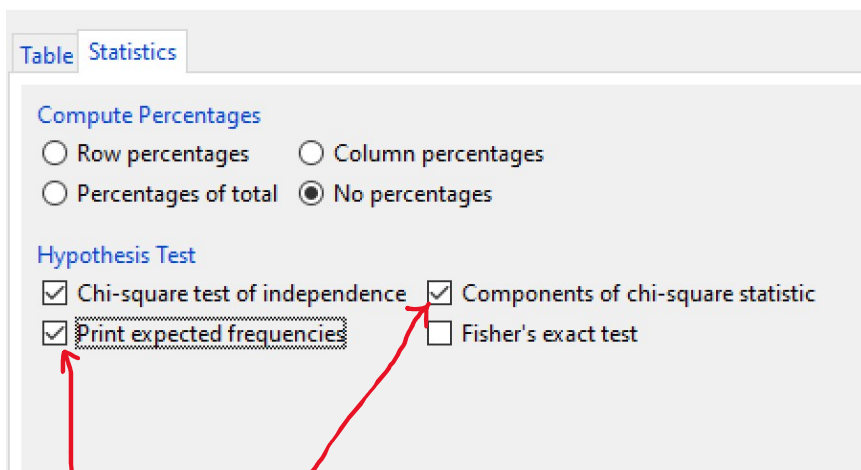 Table Statistics
Compute Percentages
Row percentages Column percentages
Percentages of total No percentages
Hypothesis Test
Chi-square test of independence Components of chi-square statistic
Print expected frequencies Fisher's exact test